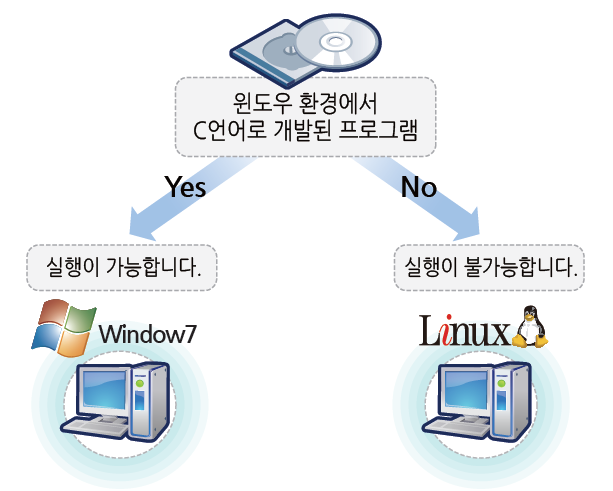 윈도우 환경에서
C언어로 개발된 프로그램
Yes
No
실행이 가능합니다.
실행이 불가능합니다.
Window7
Linux